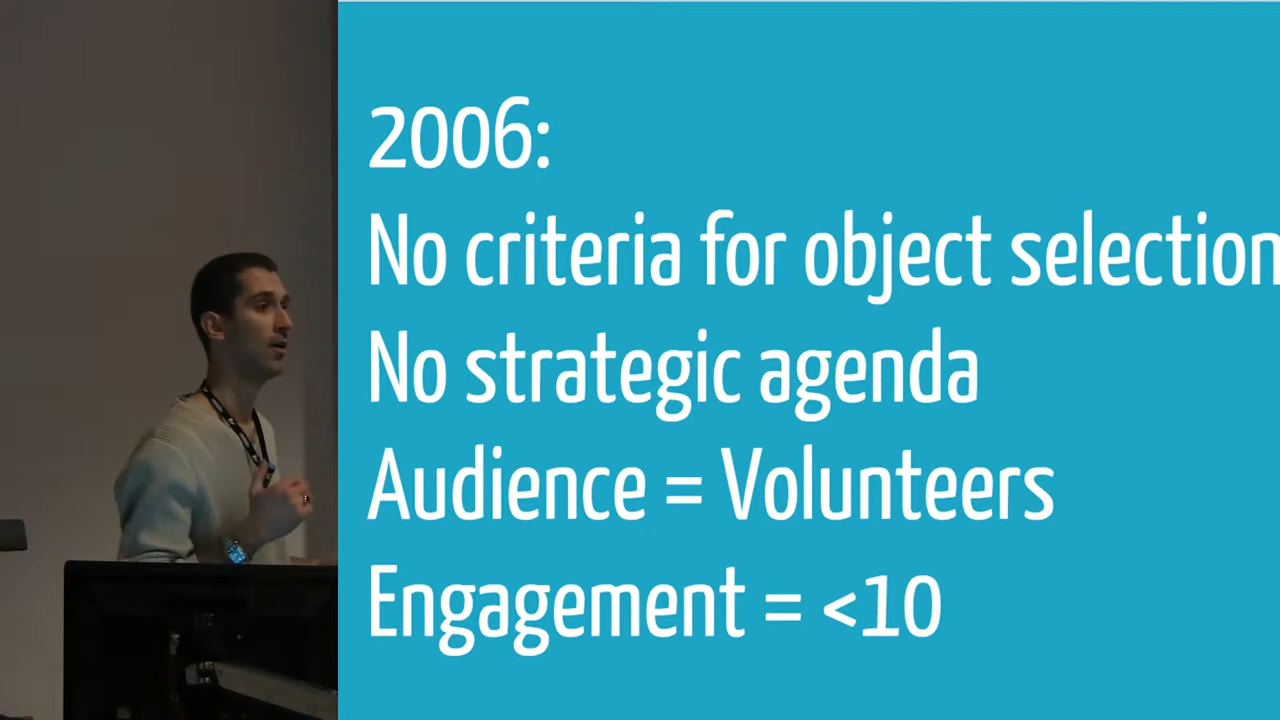 2006:
No criteria for object selection
No strategic agenda
Audience = Volunteers
Engagement = <10